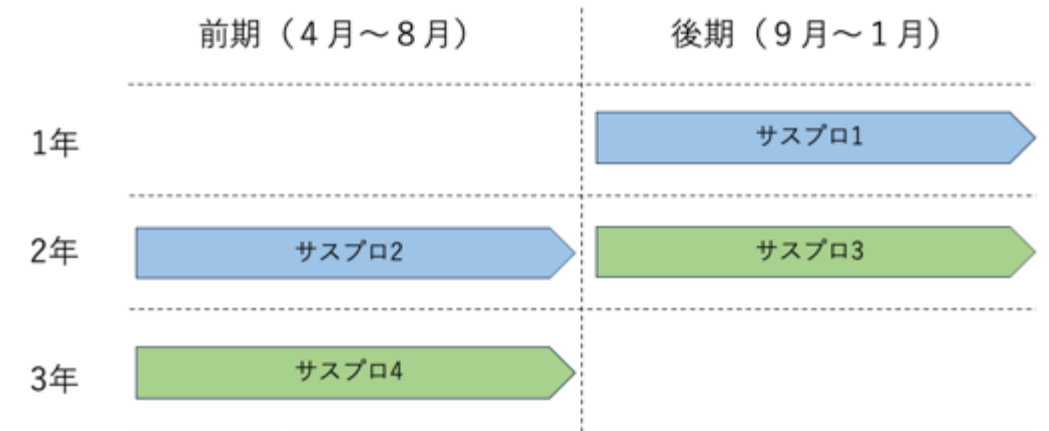 前期（４月～８月）
後期（９月～１月）
1年
サスプロ1
2年
サスプロ2
サスプロ3
3年
サスプロ4